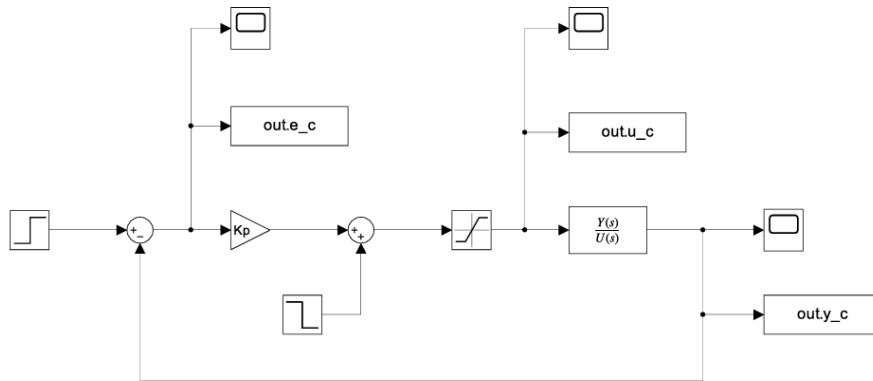 out.e_c
out.u_c
+
−
Kp
+
+
Y(s)
U(s)
out.y_c